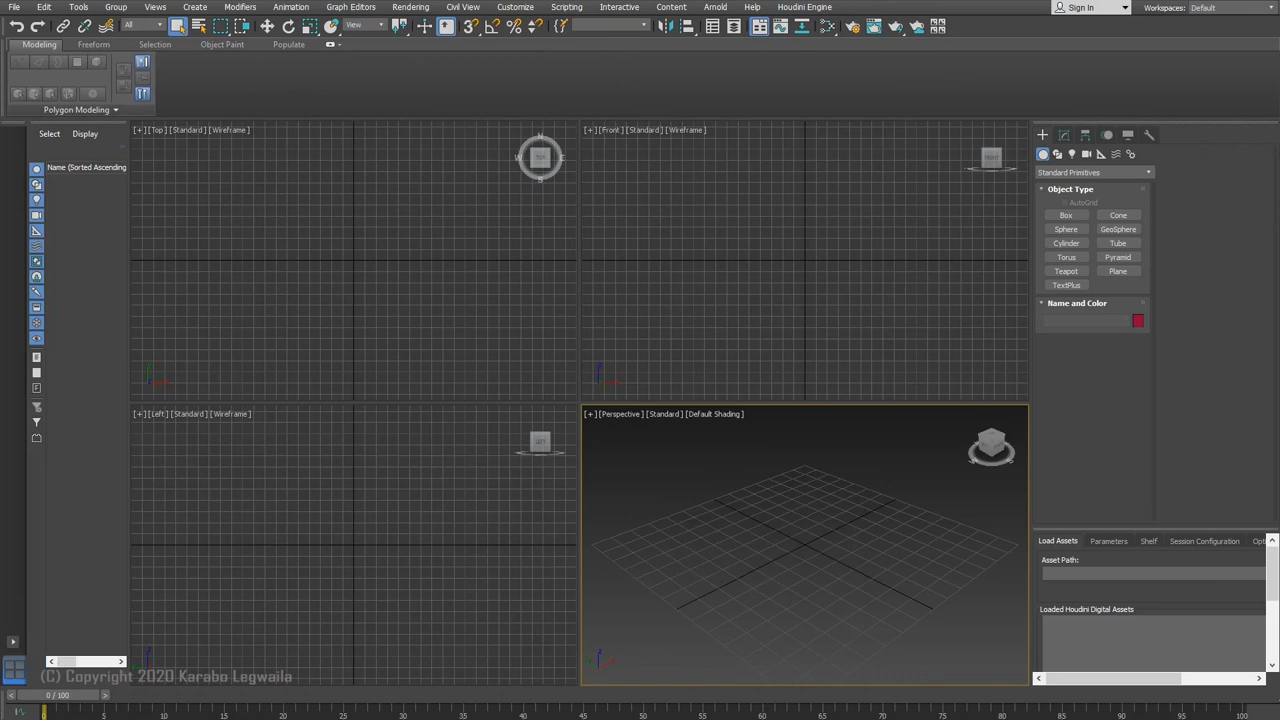 File Edit Tools Group Views Create Modifiers Animation Graph Editors Rendering Civil View Customize Scripting Interactive Content Arnold Help Houdini Engine Sign In Workspaces: Default
All View
Modeling Freeform Selection Object Paint Populate
Polygon Modeling
Select Display
Name (Sorted Ascending
[+] [Top] [Standard] [Wireframe]
N
W TOP E
S
[+] [Front] [Standard] [Wireframe]
FRONT
[+] [Left] [Standard] [Wireframe]
LEFT
[+] [Perspective] [Standard] [Default Shading]
Standard Primitives
Object Type
AutoGrid
Box Cone
Sphere GeoSphere
Cylinder Tube
Torus Pyramid
Teapot Plane
TextPlus
Name and Color
Load Assets Parameters Shelf Session Configuration Opt
Asset Path:
Loaded Houdini Digital Assets
(C) Copyright 2020 Karabo Legwaila
0 / 100
0 5 10 15 20 25 30 35 40 45 50 55 60 65 70 75 80 85 90 95 100